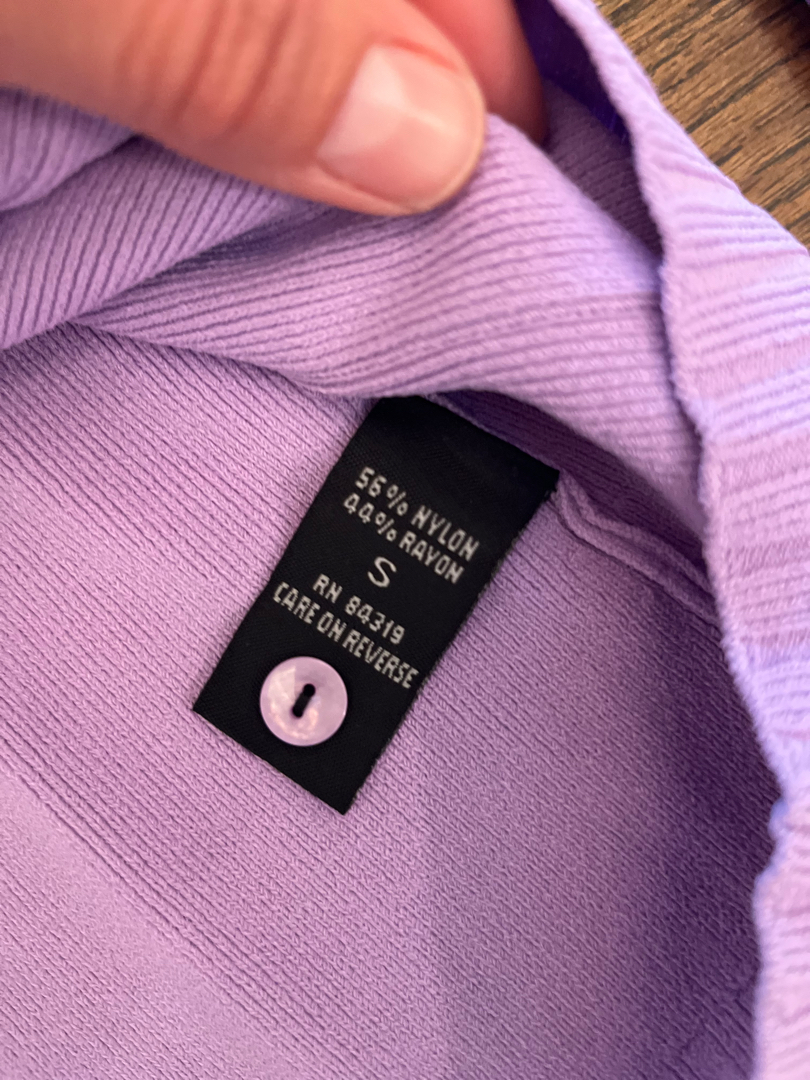 56% NYLON
44% RAYON
S
RN 84319
CARE ON REVERSE